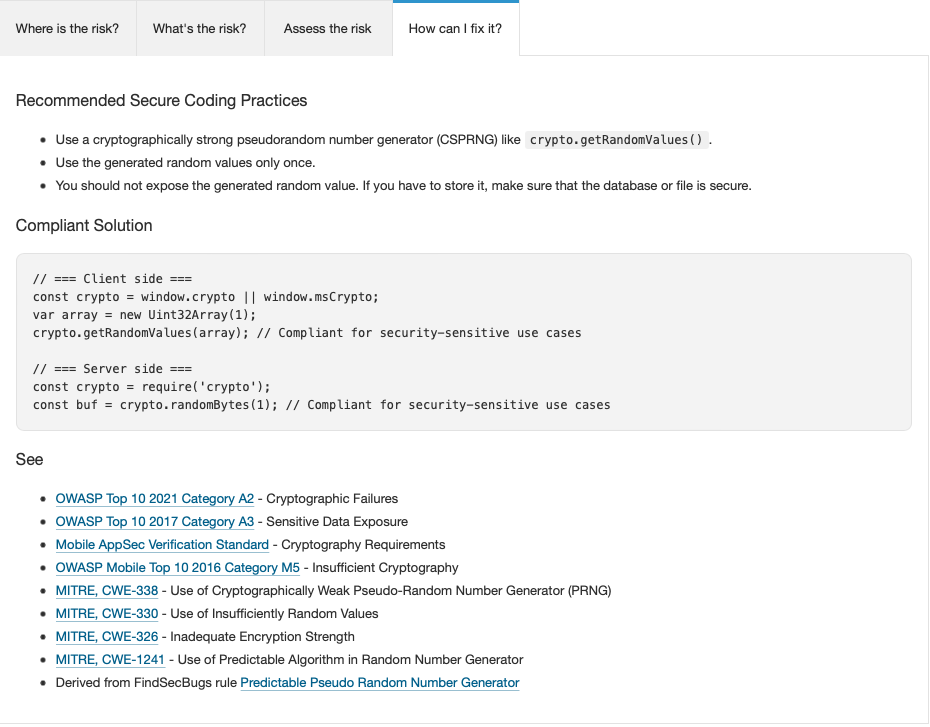 Where is the risk? What's the risk? Assess the risk How can I fix it?
Recommended Secure Coding Practices
Use a cryptographically strong pseudorandom number generator (CSPRNG) like crypto.getRandomValues() .
Use the generated random values only once.
You should not expose the generated random value. If you have to store it, make sure that the database or file is secure.
Compliant Solution
// === Client side ===
const crypto = window.crypto || window.msCrypto;
var array = new Uint32Array(1);
crypto.getRandomValues(array); // Compliant for security-sensitive use cases
// === Server side ===
const crypto = require('crypto');
const buf = crypto.randomBytes(1); // Compliant for security-sensitive use cases
See
OWASP Top 10 2021 Category A2 - Cryptographic Failures
OWASP Top 10 2017 Category A3 - Sensitive Data Exposure
Mobile AppSec Verification Standard - Cryptography Requirements
OWASP Mobile Top 10 2016 Category M5 - Insufficient Cryptography
MITRE, CWE-338 - Use of Cryptographically Weak Pseudo-Random Number Generator (PRNG)
MITRE, CWE-330 - Use of Insufficiently Random Values
MITRE, CWE-326 - Inadequate Encryption Strength
MITRE, CWE-1241 - Use of Predictable Algorithm in Random Number Generator
Derived from FindSecBugs rule Predictable Pseudo Random Number Generator